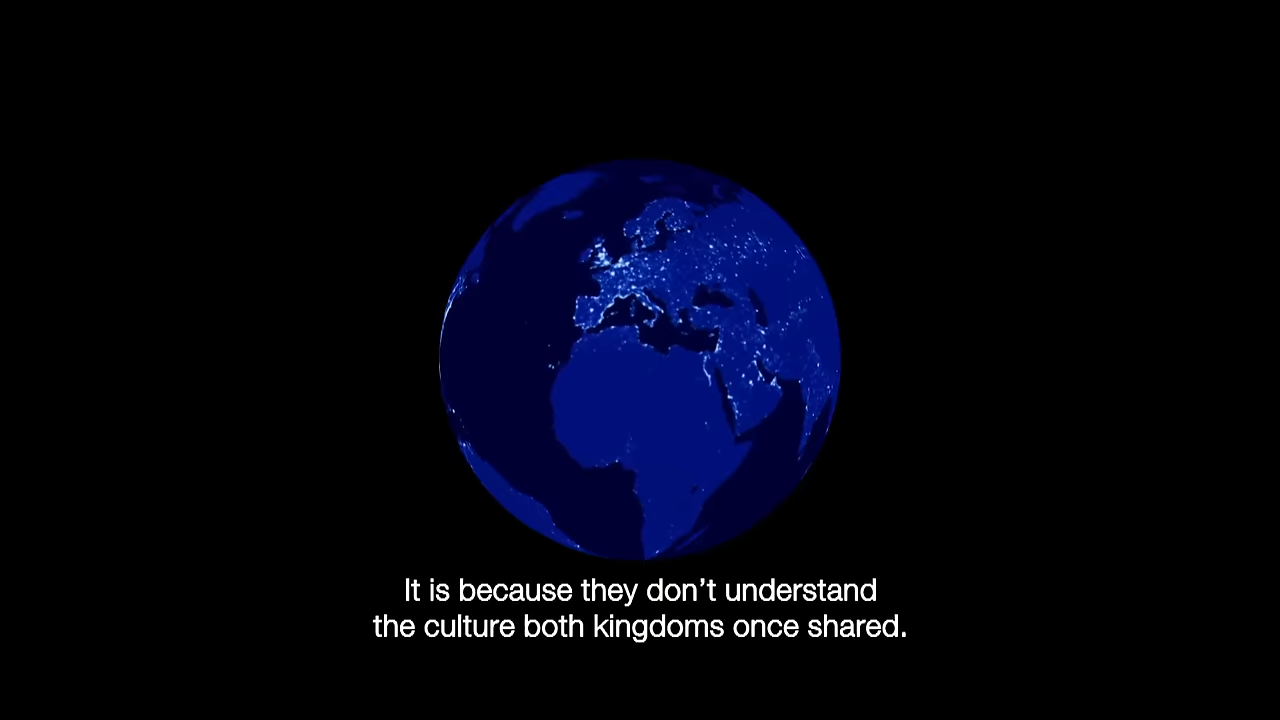 It is because they don’t understand
the culture both kingdoms once shared.